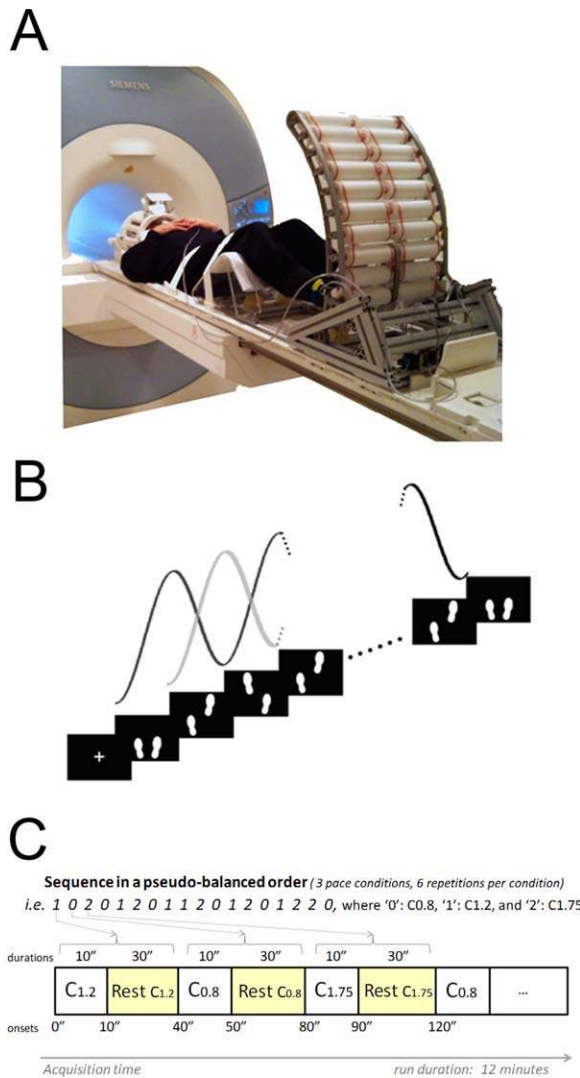 A
SIEMENS
B
C
Sequence in a pseudo-balanced order ( 3 pace conditions, 6 repetitions per condition)
i.e. 1 0 2 0 1 2 0 1 1 2 0 1 2 0 1 2 2 0, where ‘0’: C0.8, ‘1’: C1.2, and ‘2’: C1.75
durations 10” 30” 10” 30” 10” 30”
C1.2 Rest C1.2 C0.8 Rest C0.8 C1.75 Rest C1.75 C0.8 ...
onsets 0” 10” 40” 50” 80” 90” 120”
Acquisition time run duration: 12 minutes